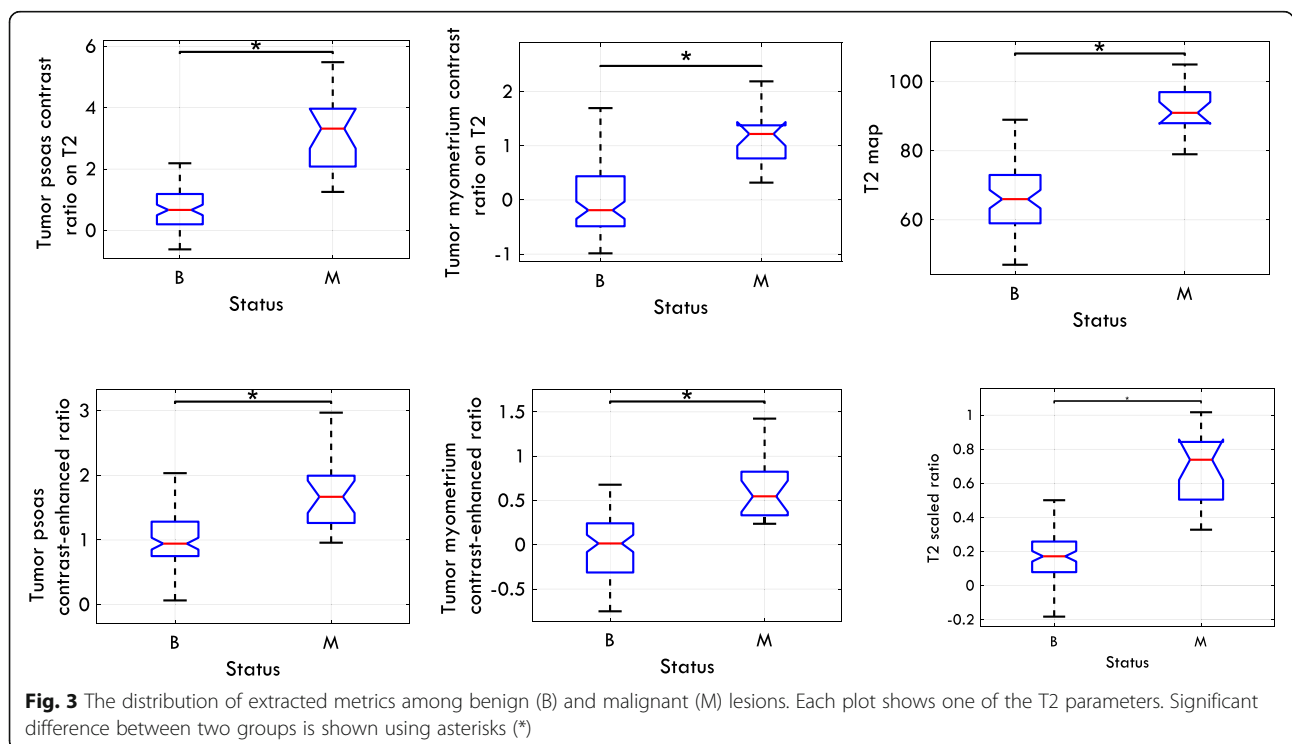 Tumor psoas contrast
ratio on T2
6
4
2
0
*
B
M
Status
Tumor myometrium contrast
ratio on T2
2
1
0
-1
*
B
M
Status
T2 map
100
80
60
*
B
M
Status
Tumor psoas
contrast-enhanced ratio
3
2
1
0
*
B
M
Status
Tumor myometrium
contrast-enhanced ratio
1.5
1
0.5
0
-0.5
*
B
M
Status
T2 scaled ratio
1
0.8
0.6
0.4
0.2
0
-0.2
*
B
M
Status
Fig. 3 The distribution of extracted metrics among benign (B) and malignant (M) lesions. Each plot shows one of the T2 parameters. Significant
difference between two groups is shown using asterisks (*)